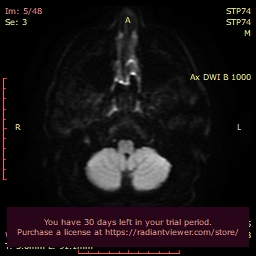 Im: 5/48
Se: 3
A
STP74
STP74
M
Ax DWI B 1000
R
L
You have 30 days left in your trial period.
Purchase a license at https://radiantviewer.com/store/